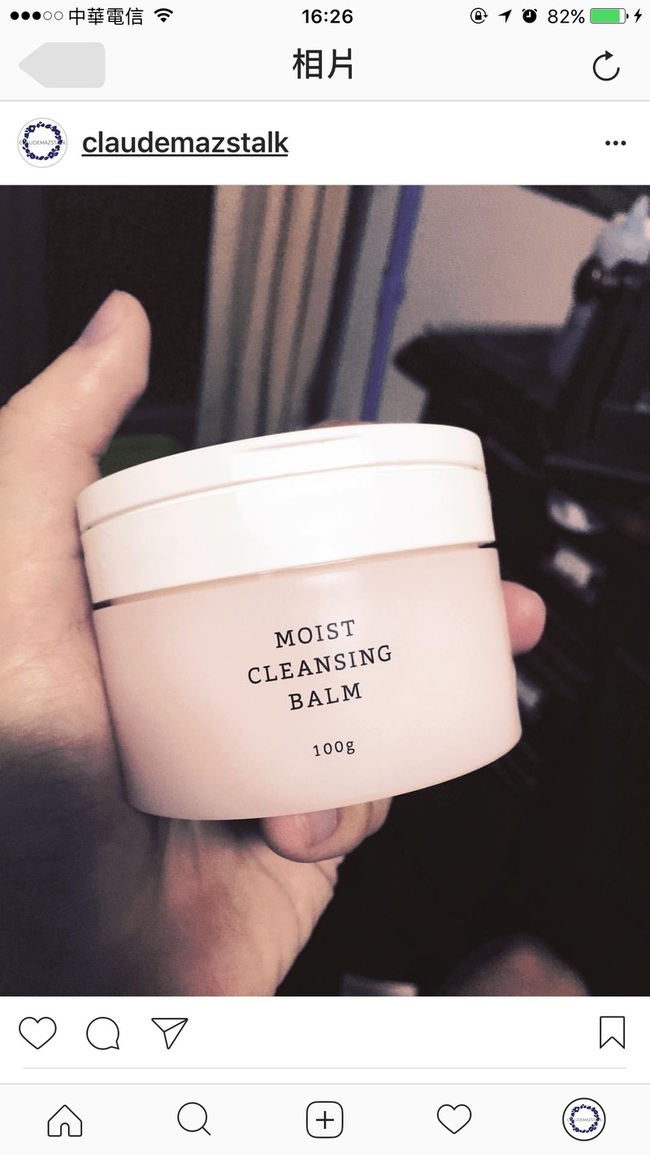 中華電信
16:26
82%
相片
claudemazstalk
MOIST
CLEANSING
BALM
100g